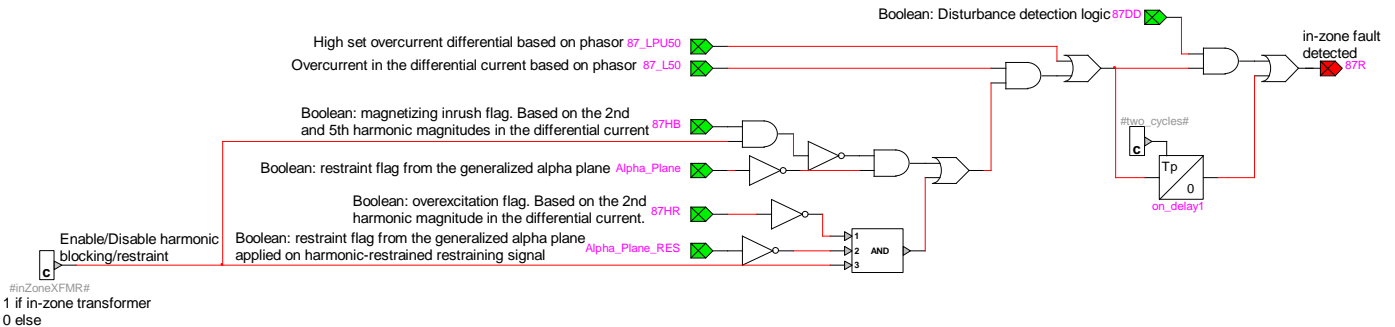 Boolean: Disturbance detection logic 87DD
High set overcurrent differential based on phasor 87_LPU50
in-zone fault
detected
87R
Overcurrent in the differential current based on phasor 87_L50
Boolean: magnetizing inrush flag. Based on the 2nd
and 5th harmonic magnitudes in the differential current
87HB
#two_cycles#
c
Boolean: restraint flag from the generalized alpha plane Alpha_Plane
Tp
0
on_delay1
Boolean: overexcitation flag. Based on the 2nd
harmonic magnitude in the differential current.
87HR
Enable/Disable harmonic
blocking/restraint
Boolean: restraint flag from the generalized alpha plane
applied on harmonic-restrained restraining signal
Alpha_Plane_RES
1
2
3
AND
c
#inZoneXFMR#
1 if in-zone transformer
0 else